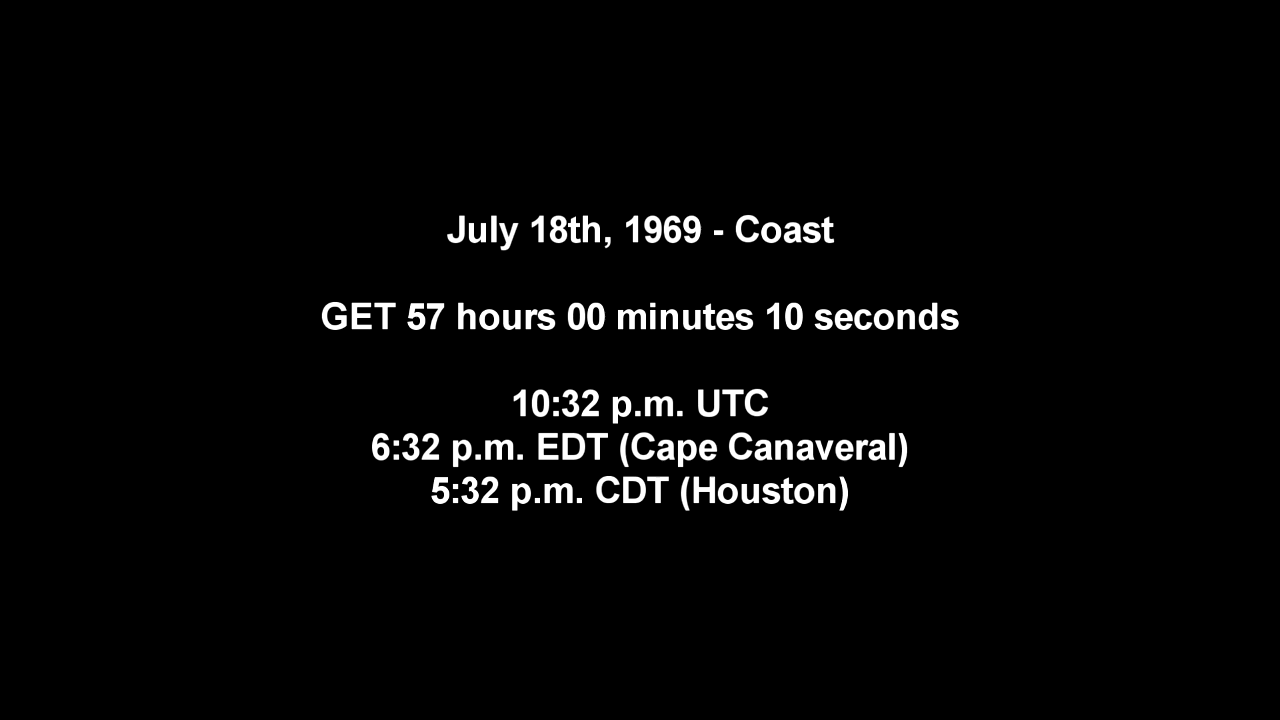 July 18th, 1969 - Coast
GET 57 hours 00 minutes 10 seconds
10:32 p.m. UTC
6:32 p.m. EDT (Cape Canaveral)
5:32 p.m. CDT (Houston)